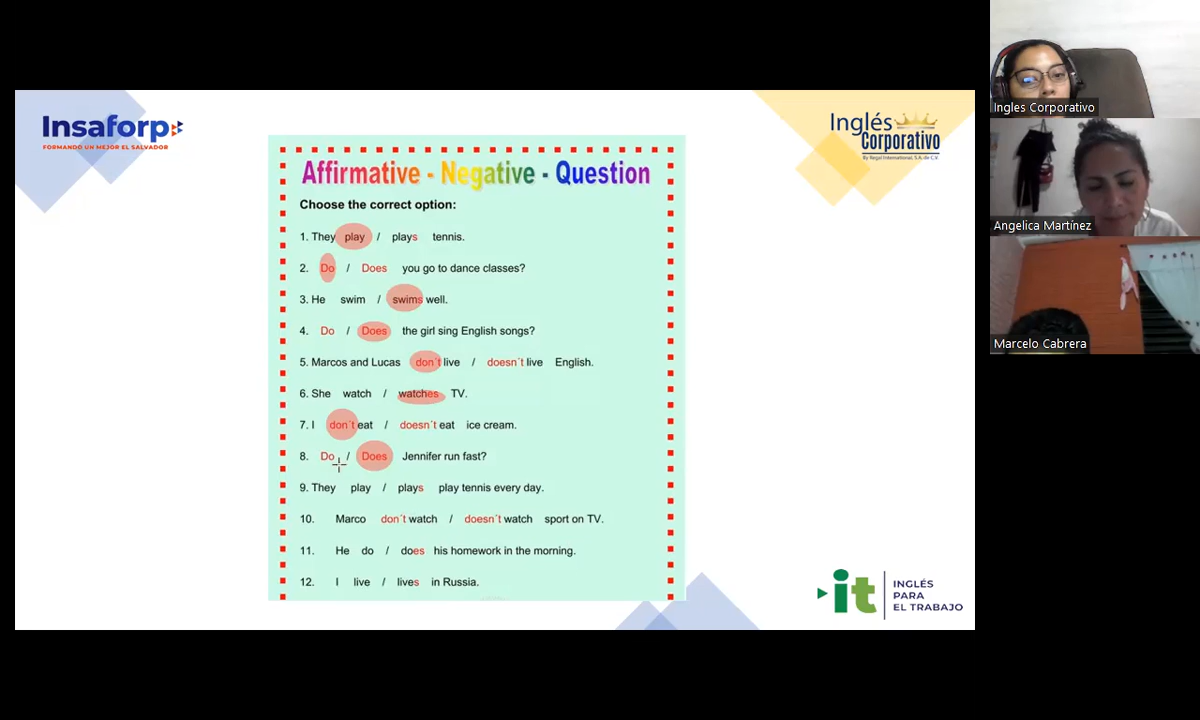 Insaforp
FORMANDO UN MEJOR EL SALVADOR
Inglés
Corporativo
By Regal International, S.A. de C.V.
Affirmative - Negative - Question
Choose the correct option:
1. They play / plays tennis.
2. Do / Does you go to dance classes?
3. He swim / swims well.
4. Do / Does the girl sing English songs?
5. Marcos and Lucas don´t live / doesn´t live English.
6. She watch / watches TV.
7. I don´t eat / doesn´t eat ice cream.
8. Do / Does Jennifer run fast?
9. They play / plays play tennis every day.
10. Marco don´t watch / doesn´t watch sport on TV.
11. He do / does his homework in the morning.
12. I live / lives in Russia.
it
INGLÉS
PARA
EL TRABAJO
Ingles Corporativo
Angelica Martínez
Marcelo Cabrera